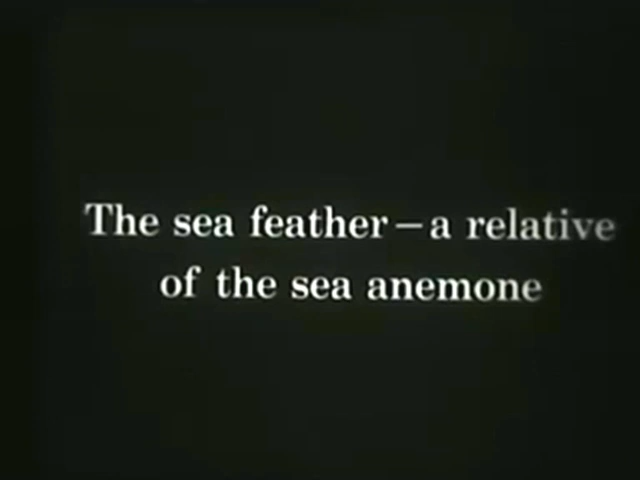 The sea feather — a relative
of the sea anemone